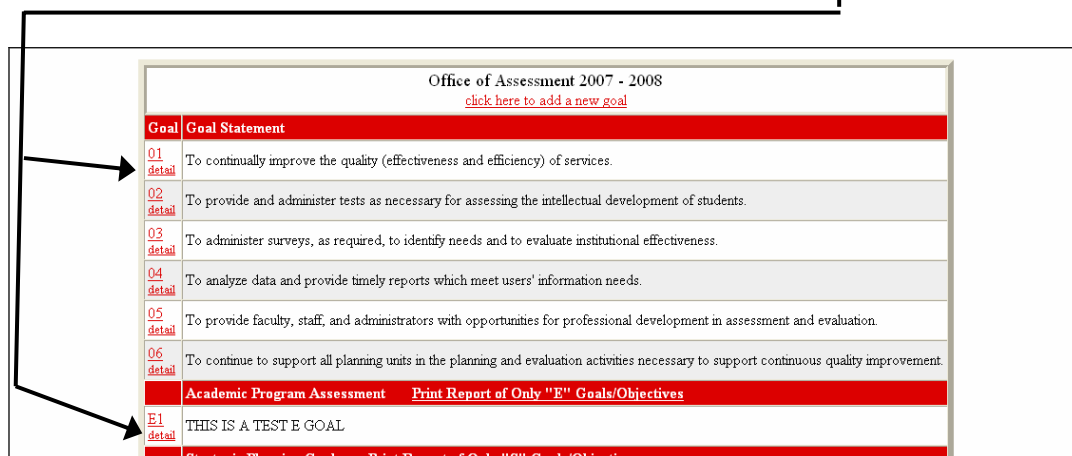 Office of Assessment 2007 - 2008
click here to add a new goal
Goal Goal Statement
01
detail
To continually improve the quality (effectiveness and efficiency) of services.
02
detail
To provide and administer tests as necessary for assessing the intellectual development of students.
03
detail
To administer surveys, as required, to identify needs and to evaluate institutional effectiveness.
04
detail
To analyze data and provide timely reports which meet users' information needs.
05
detail
To provide faculty, staff, and administrators with opportunities for professional development in assessment and evaluation.
06
detail
To continue to support all planning units in the planning and evaluation activities necessary to support continuous quality improvement.
Academic Program Assessment Print Report of Only "E" Goals/Objectives
E1
detail
THIS IS A TEST E GOAL